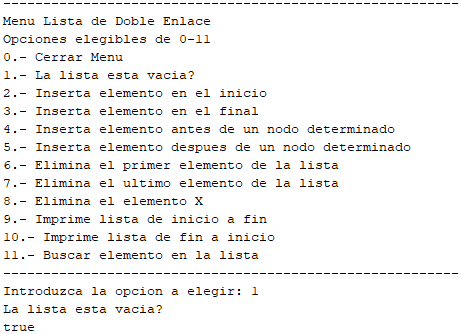 ----------------------------------------------------------
Menu Lista de Doble Enlace
Opciones elegibles de 0-11
0.- Cerrar Menu
1.- La lista esta vacia?
2.- Inserta elemento en el inicio
3.- Inserta elemento en el final
4.- Inserta elemento antes de un nodo determinado
5.- Inserta elemento despues de un nodo determinado
6.- Elimina el primer elemento de la lista
7.- Elimina el ultimo elemento de la lista
8.- Elimina el elemento X
9.- Imprime lista de inicio a fin
10.- Imprime lista de fin a inicio
11.- Buscar elemento en la lista
----------------------------------------------------------
Introduzca la opcion a elegir: 1
La lista esta vacia?
true